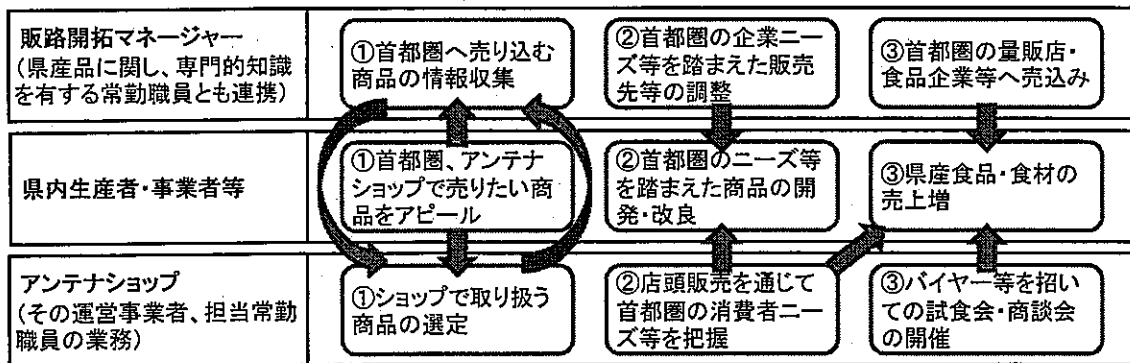 販路開拓マネージャー
(県産品に関し、専門的知識
を有する常勤職員とも連携)
①首都圏へ売り込む
商品の情報収集
②首都圏の企業ニー
ズ等を踏まえた販売
先等の調整
③首都圏の量販店・
食品企業等へ売込み
県内生産者・事業者等
①首都圏、アンテナ
ショップで売りたい商
品をアピール
②首都圏のニーズ等
を踏まえた商品の開
発・改良
③県産食品・食材の
売上増
アンテナショップ
(その運営事業者、担当常勤
職員の業務)
①ショップで取り扱う
商品の選定
②店頭販売を通じて
首都圏の消費者ニー
ズ等を把握
③バイヤー等を招い
ての試食会・商談会
の開催